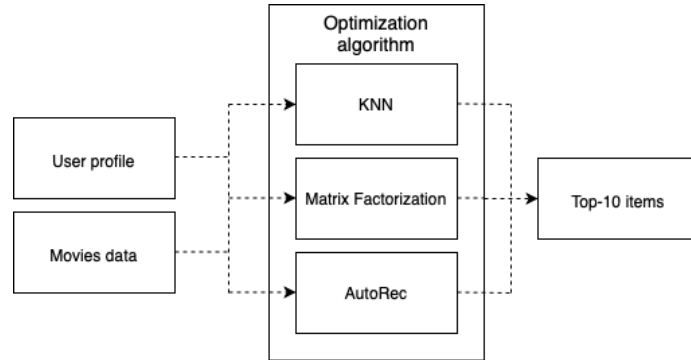 Optimization
algorithm
KNN
User profile
Matrix Factorization
Top-10 items
Movies data
AutoRec